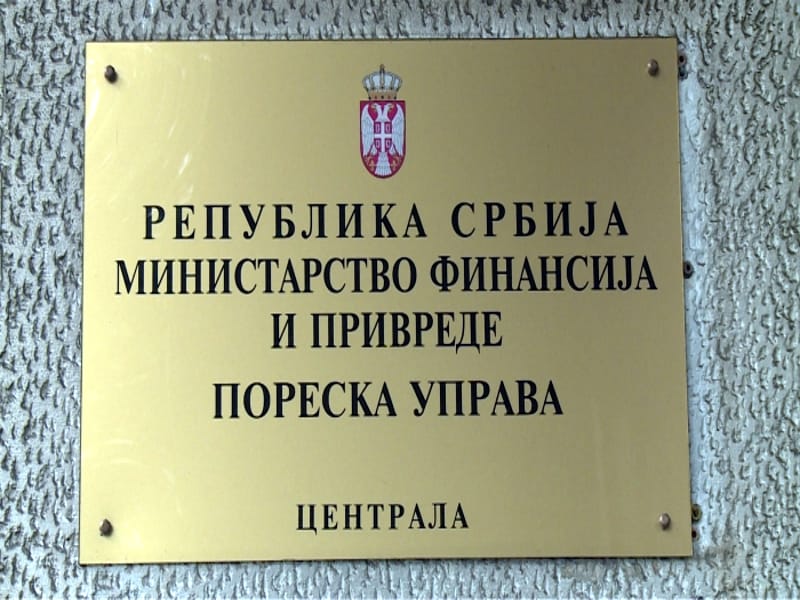 РЕПУБЛИКА СРБИЈА
МИНИСТАРСТВО ФИНАНСИЈА
И ПРИВРЕДЕ
ПОРЕСКА УПРАВА
ЦЕНТРАЛА